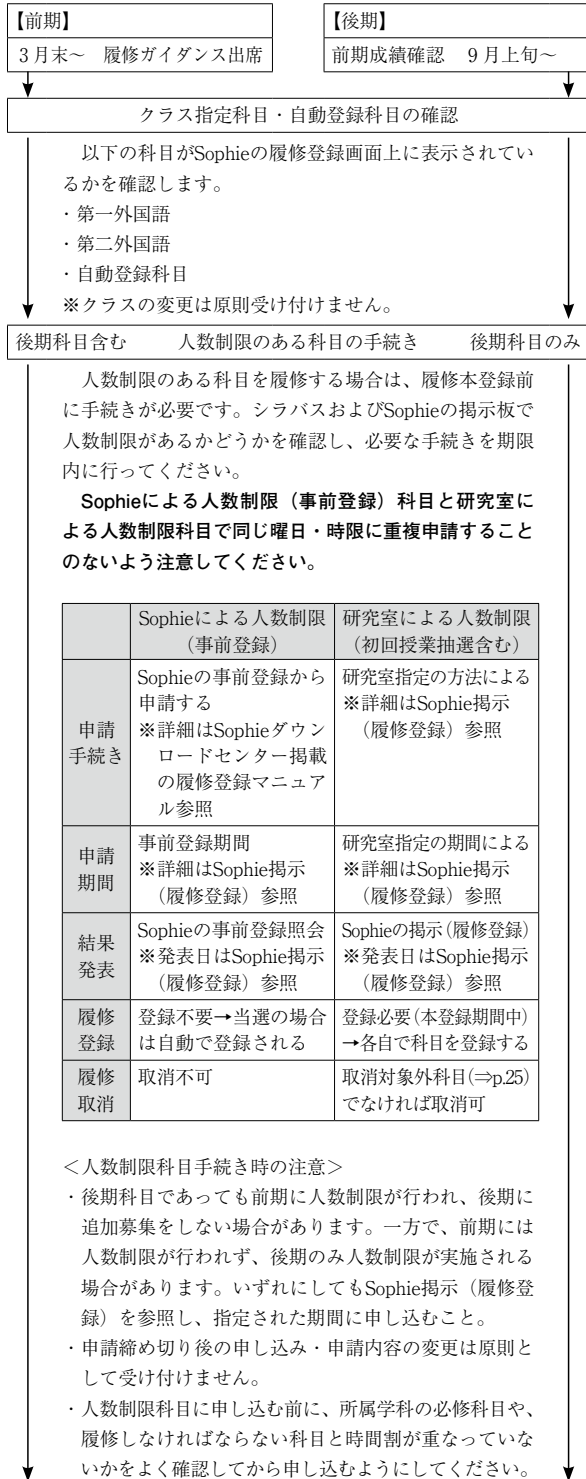 【前期】
3月末～　履修ガイダンス出席
【後期】
前期成績確認　9月上旬～
クラス指定科目・自動登録科目の確認
以下の科目がSophieの履修登録画面上に表示されてい
るかを確認します。
・第一外国語
・第二外国語
・自動登録科目
※クラスの変更は原則受け付けません。
後期科目含む　人数制限のある科目の手続き　後期科目のみ
人数制限のある科目を履修する場合は、履修本登録前
に手続きが必要です。シラバスおよびSophieの掲示板で
人数制限があるかどうかを確認し、必要な手続きを期限
内に行ってください。
Sophieによる人数制限（事前登録）科目と研究室に
よる人数制限科目で同じ曜日・時限に重複申請すること
のないよう注意してください。
Sophieによる人数制限
（事前登録）
研究室による人数制限
（初回授業抽選含む）
申請
手続き
Sophieの事前登録から
申請する
※詳細はSophieダウン
ロードセンター掲載
の履修登録マニュア
ル参照
研究室指定の方法による
※詳細はSophie掲示
（履修登録）参照
申請
期間
事前登録期間
※詳細はSophie掲示
（履修登録）参照
研究室指定の期間による
※詳細はSophie掲示
（履修登録）参照
結果
発表
Sophieの事前登録照会
※発表日はSophie掲示
（履修登録）参照
Sophieの掲示（履修登録）
※発表日はSophie掲示
（履修登録）参照
履修
登録
登録不要→当選の場合
は自動で登録される
登録必要（本登録期間中）
→各自で科目を登録する
履修
取消
取消不可
取消対象外科目（⇒p.25）
でなければ取消可
＜人数制限科目手続き時の注意＞
・後期科目であっても前期に人数制限が行われ、後期に
追加募集をしない場合があります。一方で、前期には
人数制限が行われず、後期のみ人数制限が実施される
場合があります。いずれにしてもSophie掲示（履修登
録）を参照し、指定された期間に申し込むこと。
・申請締め切り後の申し込み・申請内容の変更は原則と
して受け付けません。
・人数制限科目に申し込む前に、所属学科の必修科目や、
履修しなければならない科目と時間割が重なっていな
いかをよく確認してから申し込むようにしてください。